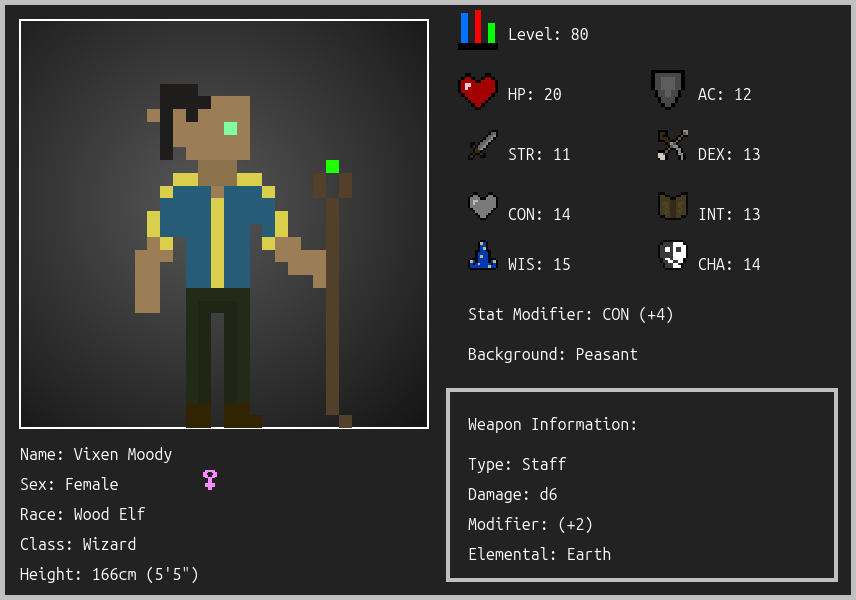 Level: 80
HP: 20
AC: 12
STR: 11
DEX: 13
CON: 14
INT: 13
WIS: 15
CHA: 14
Stat Modifier: CON (+4)
Background: Peasant
Weapon Information:
Type: Staff
Damage: d6
Modifier: (+2)
Elemental: Earth
Name: Vixen Moody
Sex: Female
Race: Wood Elf
Class: Wizard
Height: 166cm (5'5")